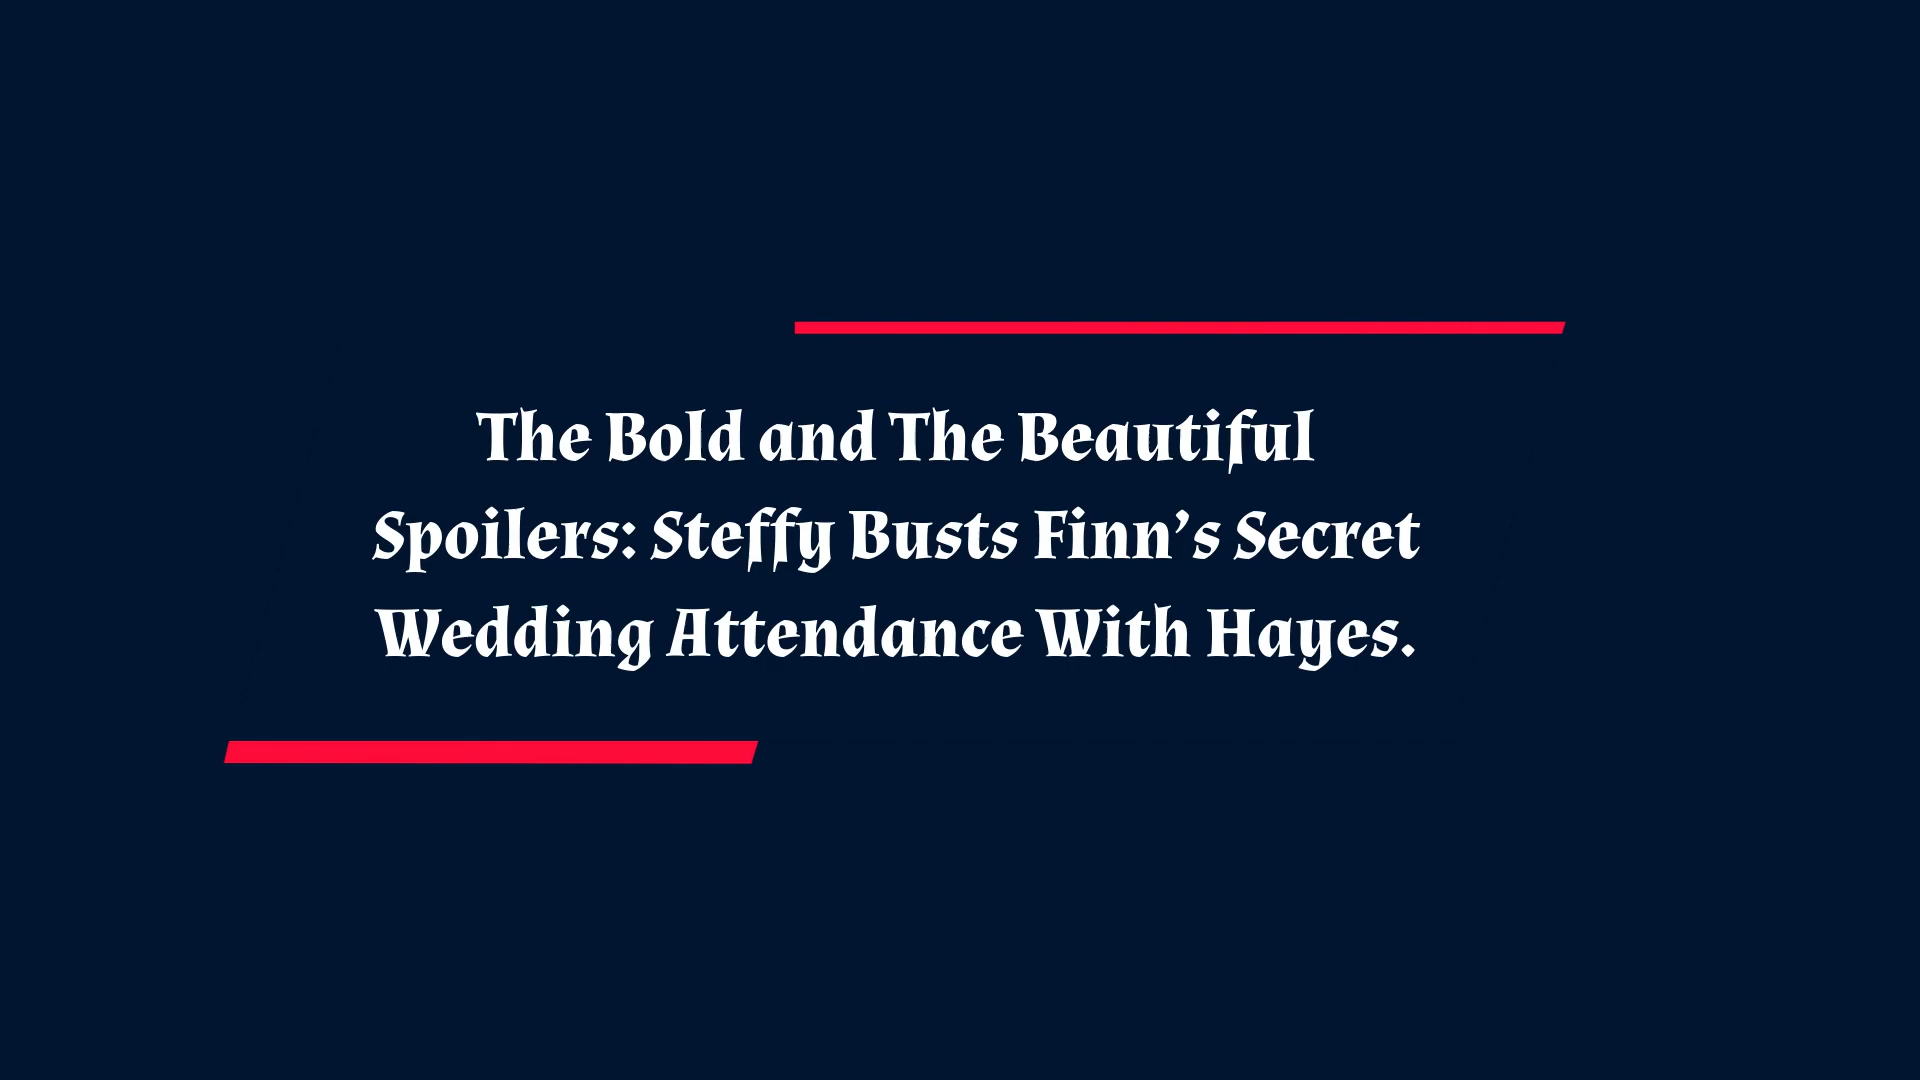 The Bold and The Beautiful
Spoilers: Steffy Busts Finn’s Secret
Wedding Attendance With Hayes.